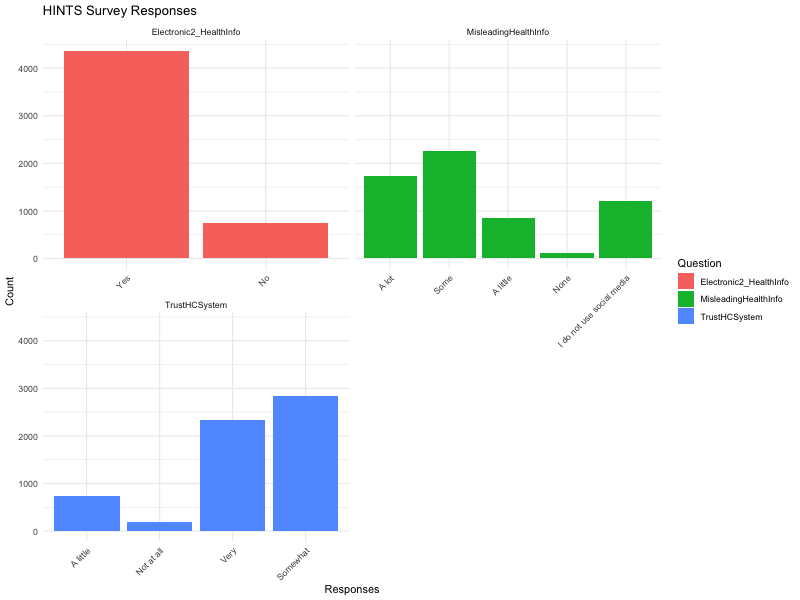 HINTS Survey Responses
Electronic2_HealthInfo
MisleadingHealthInfo
4000
3000
2000
1000
0
Yes
No
A lot
Some
A little
None
I do not use social media
Count
TrustHCSystem
4000
3000
2000
1000
0
A little
Not at all
Very
Somewhat
Responses
Question
Electronic2_HealthInfo
MisleadingHealthInfo
TrustHCSystem